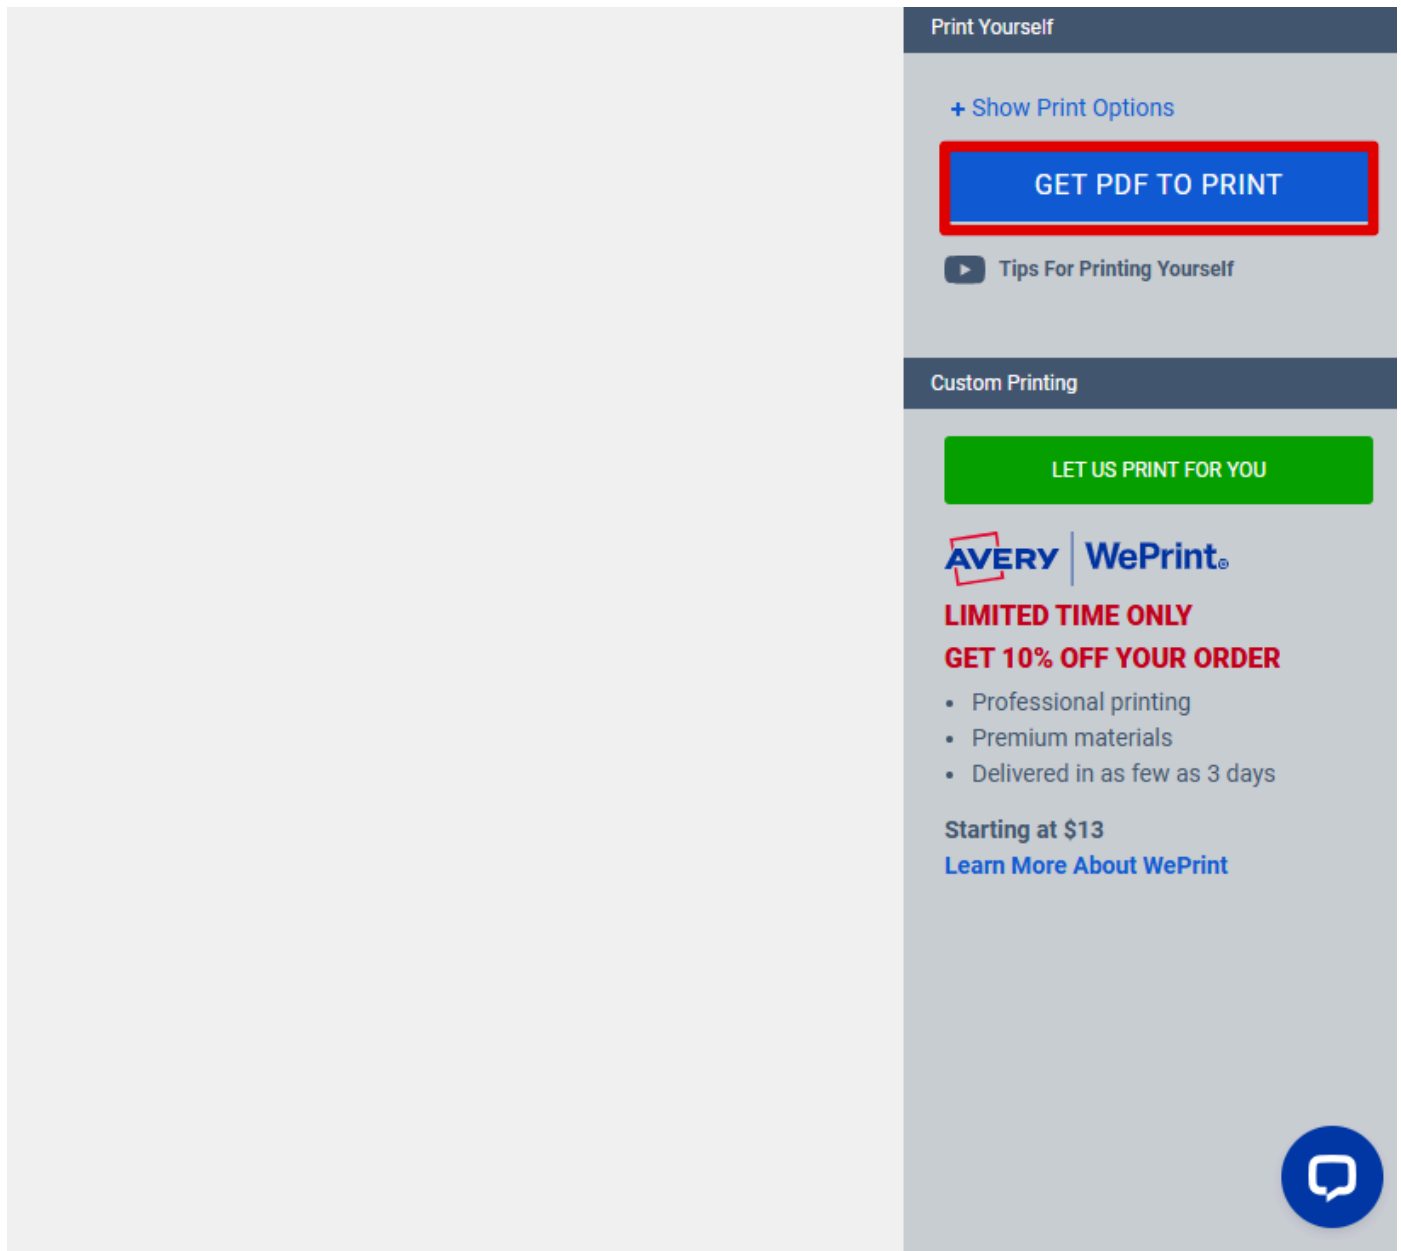 Print Yourself
+ Show Print Options
GET PDF TO PRINT
Tips For Printing Yourself
Custom Printing
LET US PRINT FOR YOU
AVERY | WePrint®
LIMITED TIME ONLY
GET 10% OFF YOUR ORDER
• Professional printing
• Premium materials
• Delivered in as few as 3 days
Starting at $13
Learn More About WePrint